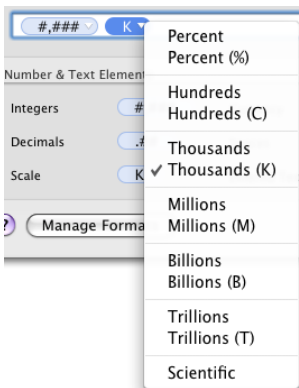 #,### K
Number & Text Element
Integers #
Decimals .#
Scale K
? Manage Forma
Percent
Percent (%)
Hundreds
Hundreds (C)
Thousands
✓ Thousands (K)
Millions
Millions (M)
Billions
Billions (B)
Trillions
Trillions (T)
Scientific